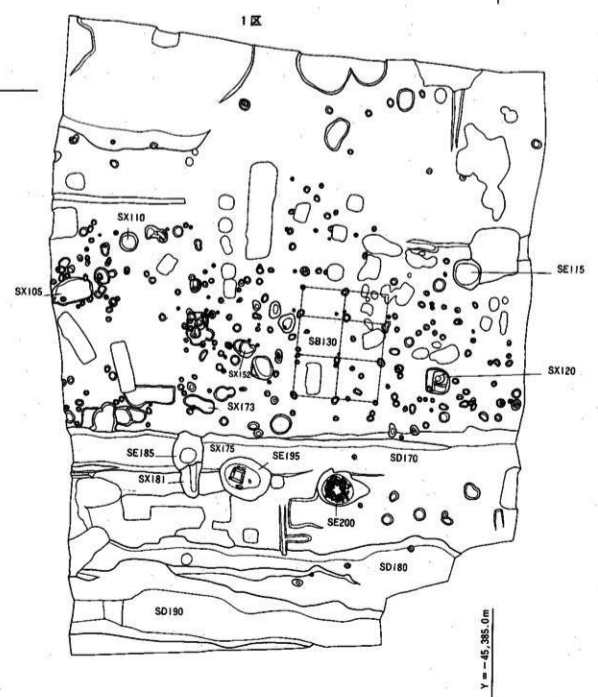 1区
SX110
SE115
SX105
SB130
SX152
SX120
SX173
SE185
SX175
SE195
SD170
SX181
SE200
SD180
SD190
Y=-45,385.0m